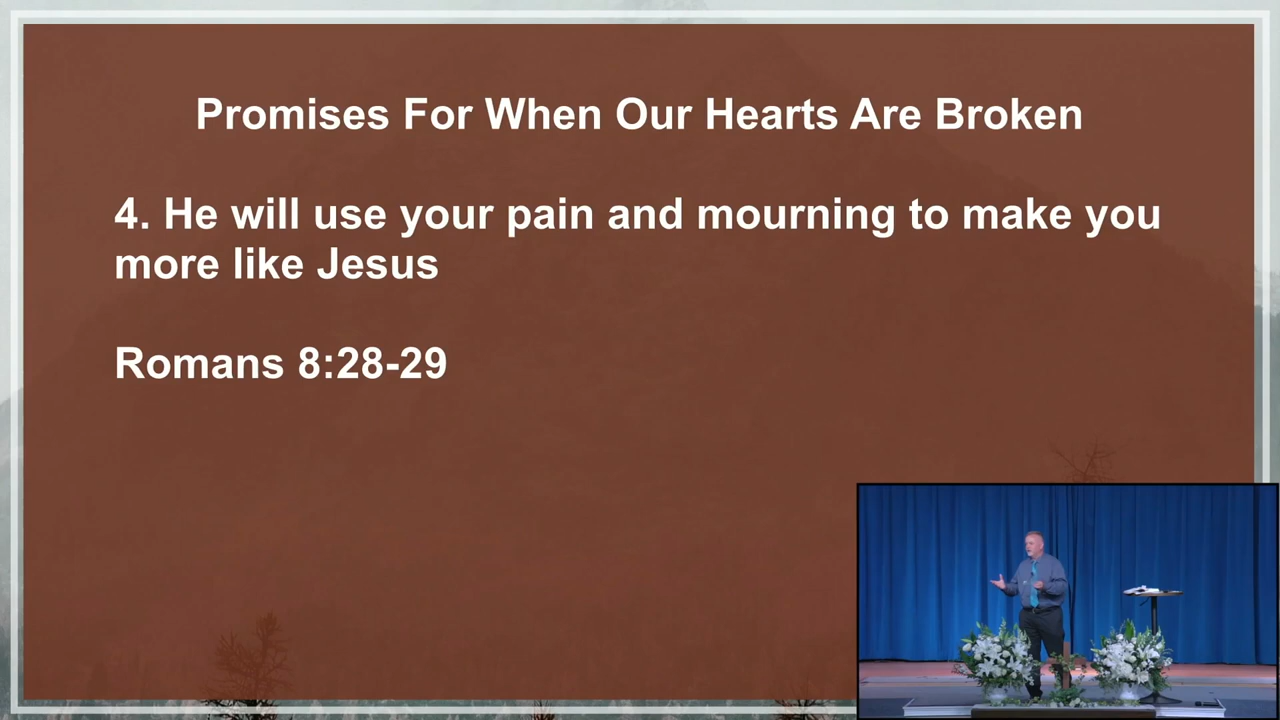 Promises For When Our Hearts Are Broken
4. He will use your pain and mourning to make you
more like Jesus
Romans 8:28-29